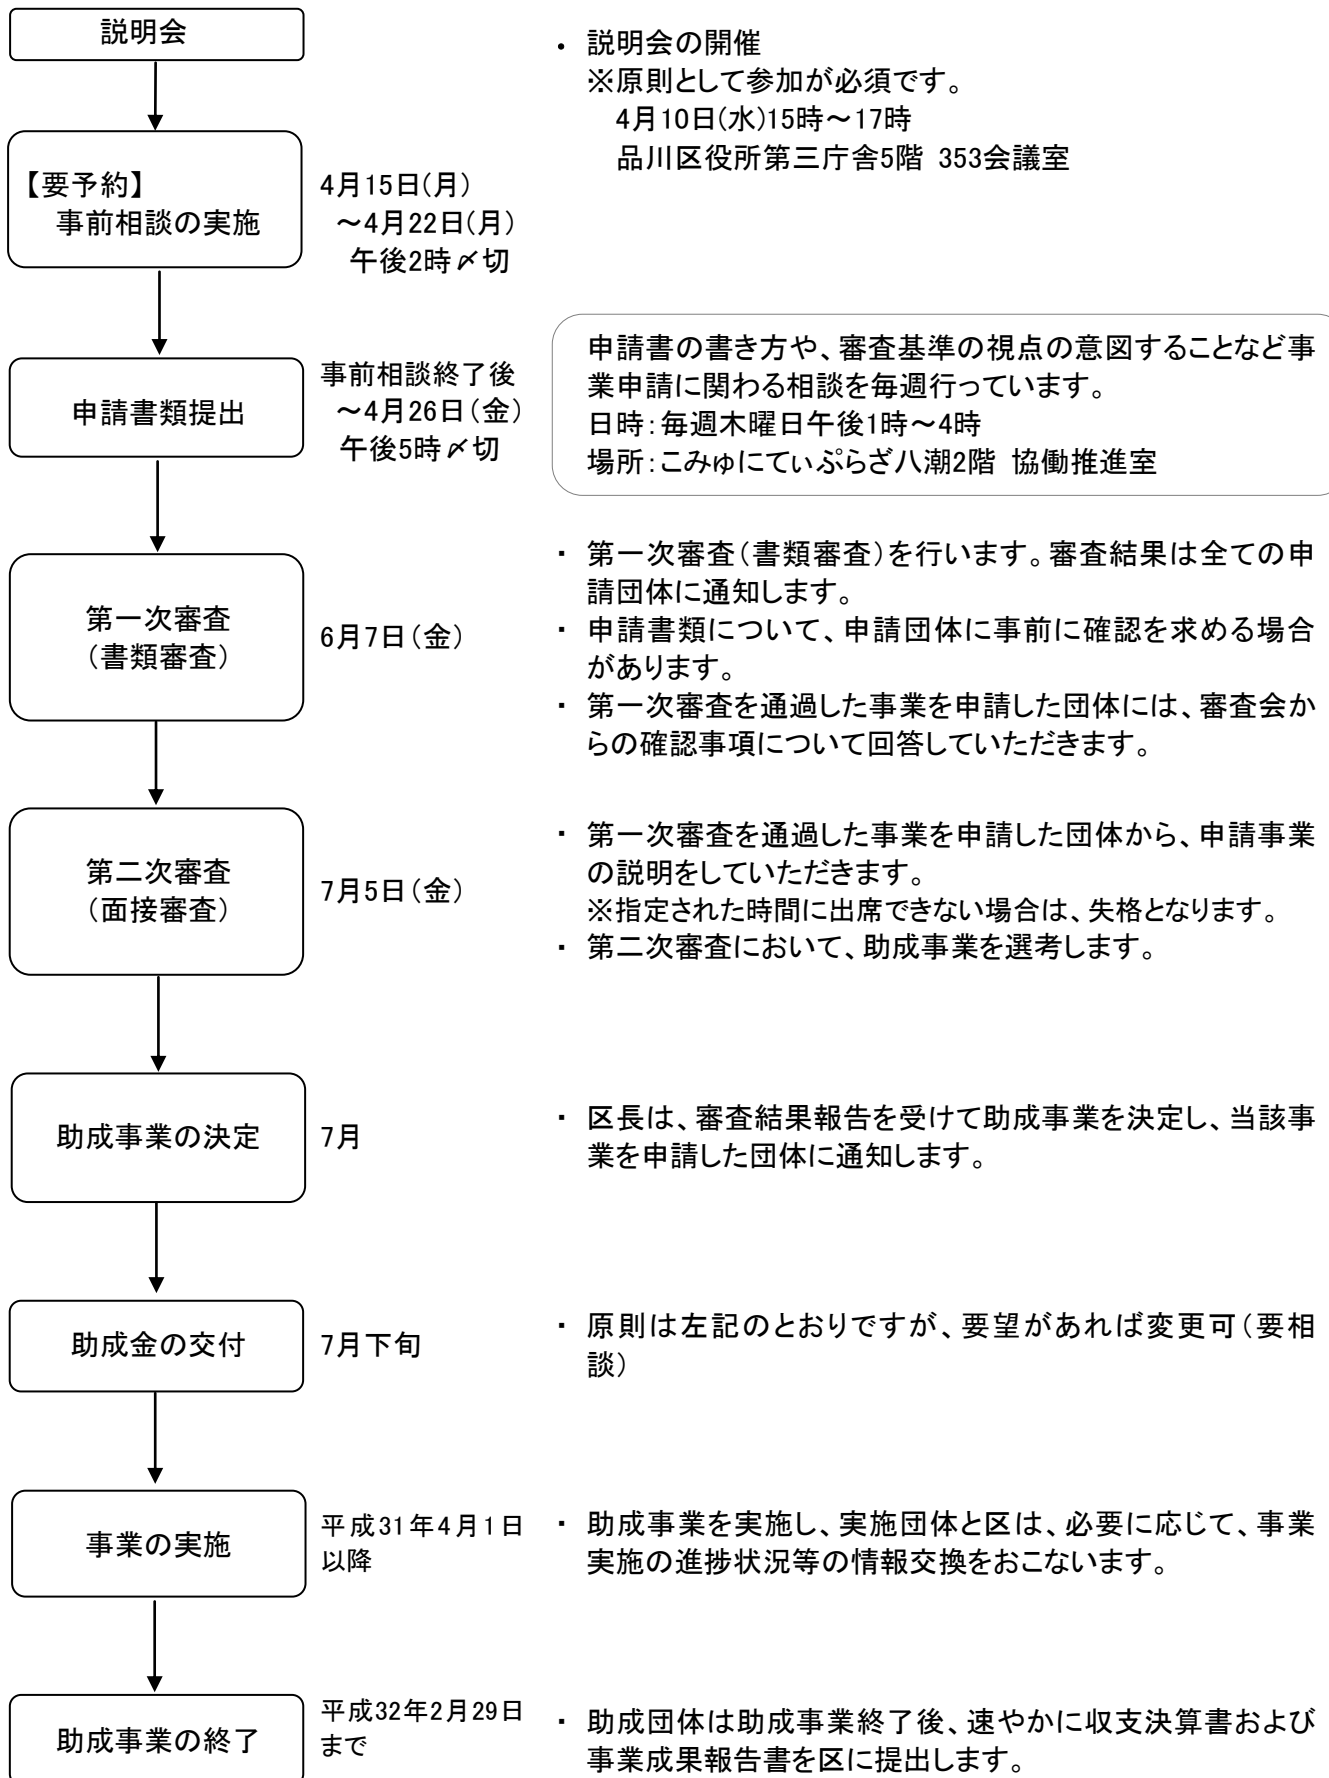 説明会
・ 説明会の開催
※原則として参加が必須です。
4月10日(水)15時～17時
品川区役所第三庁舎5階 353会議室
【要予約】
事前相談の実施
4月15日(月)
～4月22日(月)
午後2時〆切
申請書類提出
事前相談終了後
～4月26日(金)
午後5時〆切
申請書の書き方や、審査基準の視点の意図することなど事
業申請に関わる相談を毎週行っています。
日時:毎週木曜日午後1時～4時
場所:こみゅにてぃぷらざ八潮2階 協働推進室
第一次審査
(書類審査)
6月7日(金)
・ 第一次審査(書類審査)を行います。審査結果は全ての申
請団体に通知します。
・ 申請書類について、申請団体に事前に確認を求める場合
があります。
・ 第一次審査を通過した事業を申請した団体には、審査会か
らの確認事項について回答していただきます。
第二次審査
(面接審査)
7月5日(金)
・ 第一次審査を通過した事業を申請した団体から、申請事業
の説明をしていただきます。
※指定された時間に出席できない場合は、失格となります。
・ 第二次審査において、助成事業を選考します。
助成事業の決定
7月
・ 区長は、審査結果報告を受けて助成事業を決定し、当該事
業を申請した団体に通知します。
助成金の交付
7月下旬
・ 原則は左記のとおりですが、要望があれば変更可(要相
談)
事業の実施
平成31年4月1日
以降
・ 助成事業を実施し、実施団体と区は、必要に応じて、事業
実施の進捗状況等の情報交換をおこないます。
助成事業の終了
平成32年2月29日
まで
・ 助成団体は助成事業終了後、速やかに収支決算書および
事業成果報告書を区に提出します。